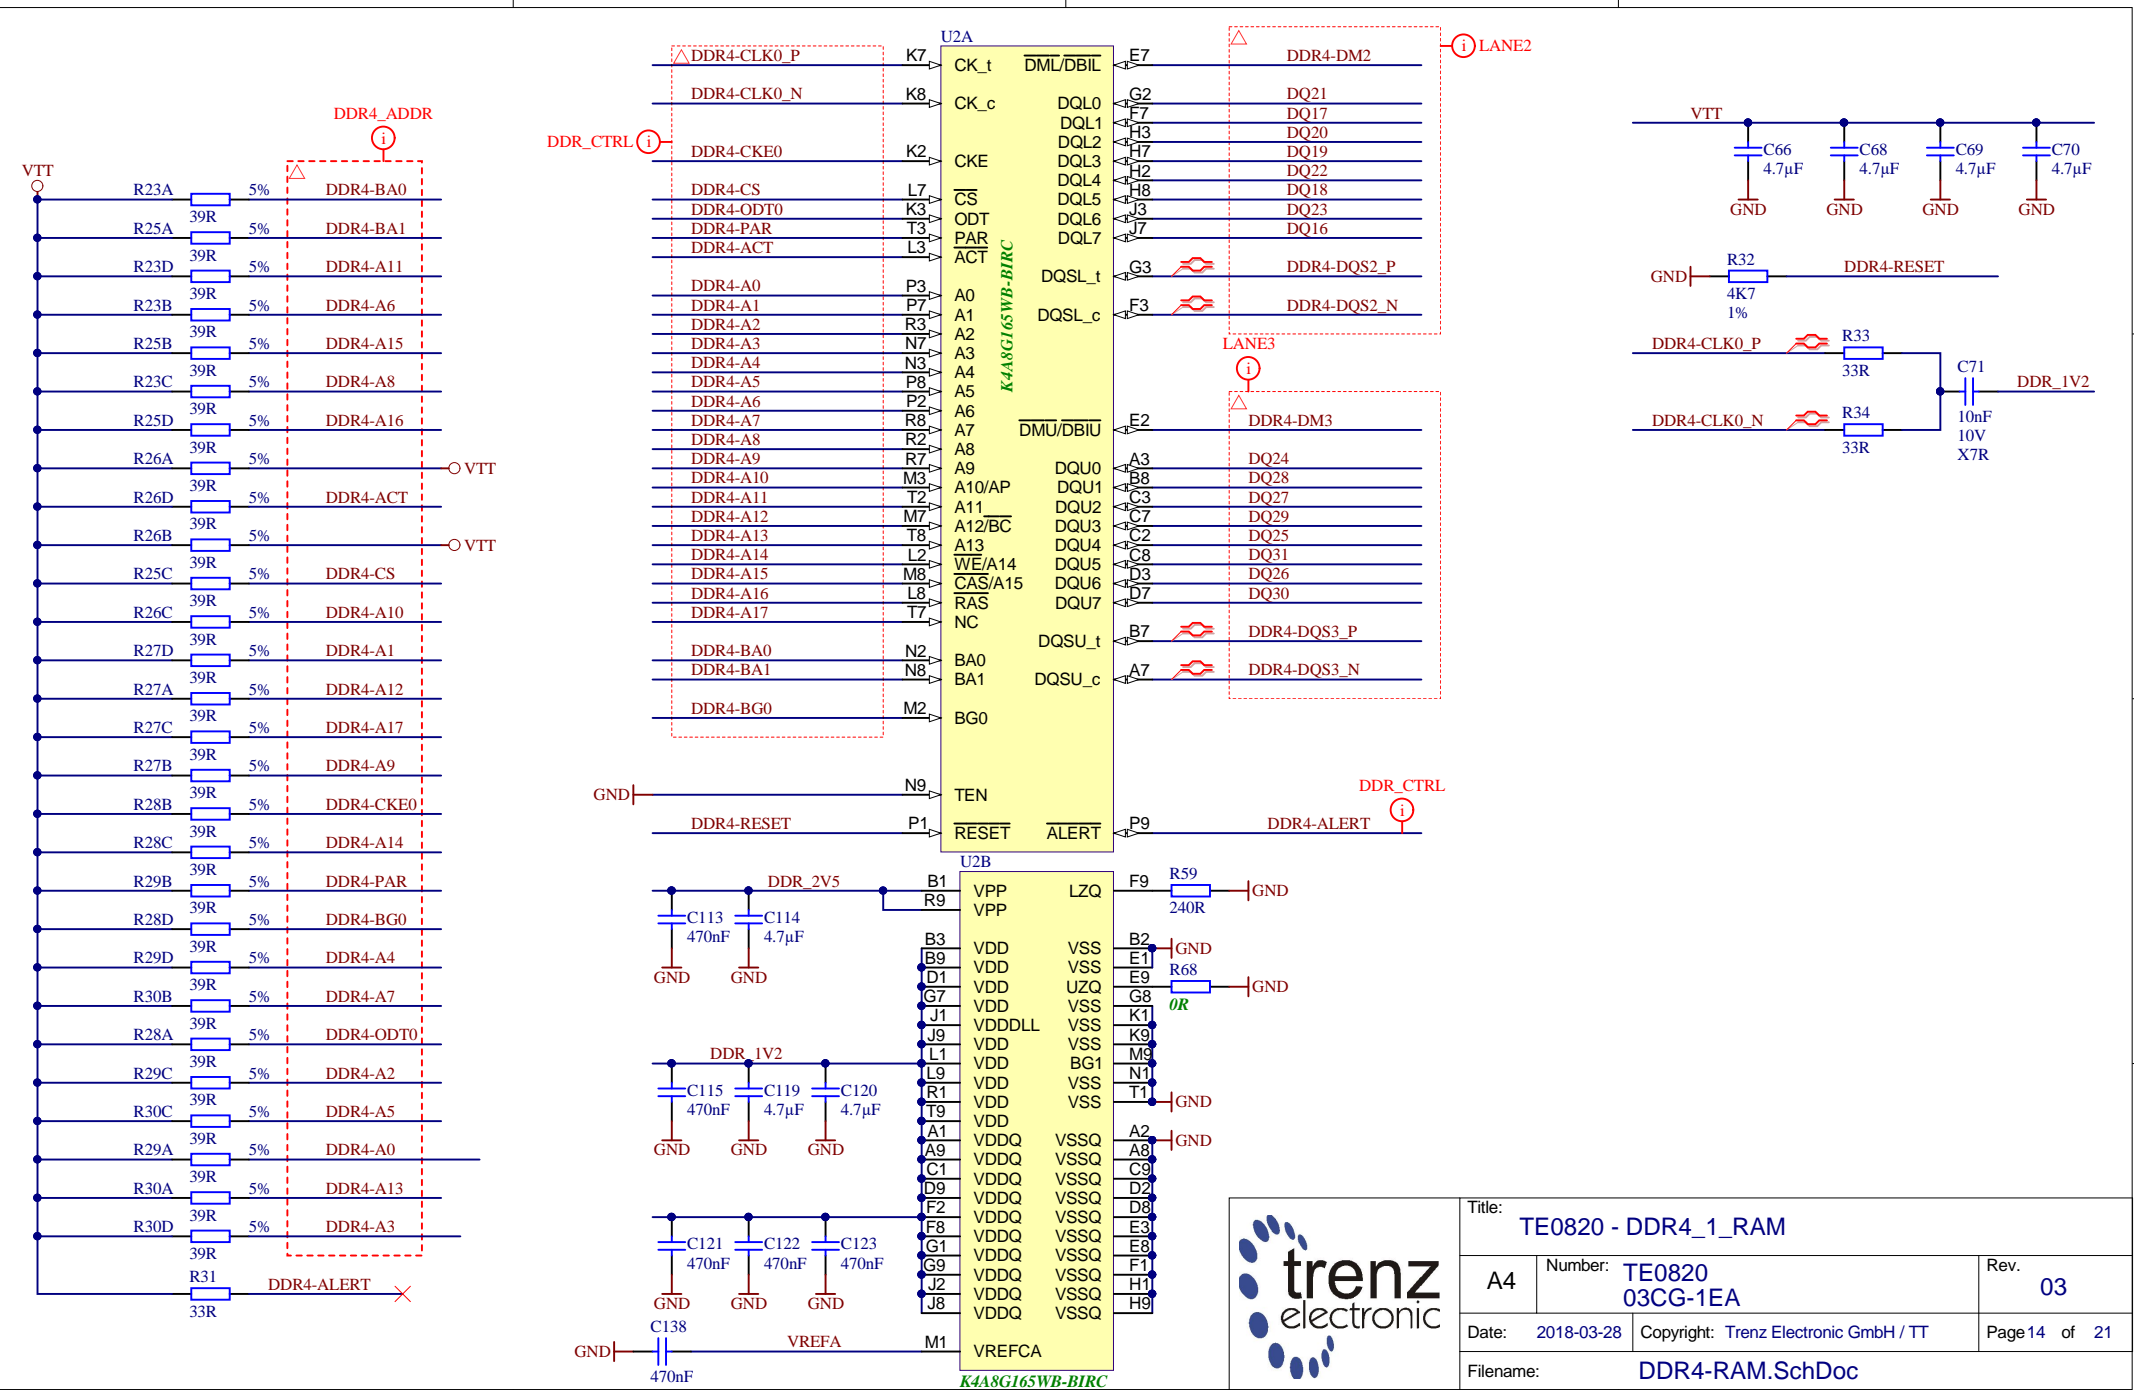 DDR4_ADDR
i
VTT
R23A 5% DDR4-BA0
39R
R25A 5% DDR4-BA1
39R
R23D 5% DDR4-A11
39R
R23B 5% DDR4-A6
39R
R25B 5% DDR4-A15
39R
R23C 5% DDR4-A8
39R
R25D 5% DDR4-A16
39R
R26A 5% VTT
39R
R26D 5% DDR4-ACT
39R
R26B 5% VTT
39R
R25C 5% DDR4-CS
39R
R26C 5% DDR4-A10
39R
R27D 5% DDR4-A1
39R
R27A 5% DDR4-A12
39R
R27C 5% DDR4-A17
39R
R27B 5% DDR4-A9
39R
R28B 5% DDR4-CKE0
39R
R28C 5% DDR4-A14
39R
R29B 5% DDR4-PAR
39R
R28D 5% DDR4-BG0
39R
R29D 5% DDR4-A4
39R
R30B 5% DDR4-A7
39R
R28A 5% DDR4-ODT0
39R
R29C 5% DDR4-A2
39R
R30C 5% DDR4-A5
39R
R29A 5% DDR4-A0
39R
R30A 5% DDR4-A13
39R
R30D 5% DDR4-A3
39R
R31 DDR4-ALERT
33R
U2A
DDR_CTRL i
DDR4-CLK0_P K7 CK_t
DDR4-CLK0_N K8 CK_c
DDR4-CKE0 K2 CKE
DDR4-CS L7 CS
DDR4-ODT0 K3 ODT
DDR4-PAR T3 PAR
DDR4-ACT L3 ACT
DDR4-A0 P3 A0
DDR4-A1 P7 A1
DDR4-A2 R3 A2
DDR4-A3 N7 A3
DDR4-A4 N3 A4
DDR4-A5 P8 A5
DDR4-A6 P2 A6
DDR4-A7 R8 A7
DDR4-A8 R2 A8
DDR4-A9 R7 A9
DDR4-A10 M3 A10/AP
DDR4-A11 T2 A11
DDR4-A12 M7 A12/BC
DDR4-A13 T8 A13
DDR4-A14 L2 WE/A14
DDR4-A15 M8 CAS/A15
DDR4-A16 L8 RAS
DDR4-A17 T7 NC
DDR4-BA0 N2 BA0
DDR4-BA1 N8 BA1
DDR4-BG0 M2 BG0
GND N9 TEN
DDR4-RESET P1 RESET
K4A8G165WB-BIRC
i LANE2
DML/DBIL E7 DDR4-DM2
DQL0 G2 DQ21
DQL1 F7 DQ17
DQL2 H3 DQ20
DQL3 H7 DQ19
DQL4 H2 DQ22
DQL5 H8 DQ18
DQL6 J3 DQ23
DQL7 J7 DQ16
DQSL_t G3 DDR4-DQS2_P
DQSL_c F3 DDR4-DQS2_N
LANE3
i
DMU/DBIU E2 DDR4-DM3
DQU0 A3 DQ24
DQU1 B8 DQ28
DQU2 C3 DQ27
DQU3 C7 DQ29
DQU4 C2 DQ25
DQU5 C8 DQ31
DQU6 D3 DQ26
DQU7 D7 DQ30
DQSU_t B7 DDR4-DQS3_P
DQSU_c A7 DDR4-DQS3_N
DDR_CTRL
i
ALERT P9 DDR4-ALERT
VTT
C66 C68 C69 C70
4.7µF 4.7µF 4.7µF 4.7µF
GND GND GND GND
R32
GND DDR4-RESET
4K7
1%
DDR4-CLK0_P R33
33R
C71 DDR_1V2
10nF
10V
X7R
DDR4-CLK0_N R34
33R
U2B
DDR_2V5 B1 VPP
R9 VPP
C113 C114
470nF 4.7µF
GND GND
B3 VDD
B9 VDD
D1 VDD
G7 VDD
J1 VDDDLL
J9 VDD
DDR_1V2 L1 VDD
L9 VDD
R1 VDD
T9 VDD
C115 C119 C120
470nF 4.7µF 4.7µF
GND GND GND
A1 VDDQ
A9 VDDQ
C1 VDDQ
D9 VDDQ
F2 VDDQ
F8 VDDQ
G1 VDDQ
G9 VDDQ
J2 VDDQ
J8 VDDQ
C121 C122 C123
470nF 470nF 470nF
GND GND GND
C138
GND VREFA M1 VREFCA
470nF
LZQ F9 R59 GND
240R
VSS B2 GND
VSS E1
UZQ E9 R68 GND
0R
VSS G8
VSS K1
VSS K9
BG1 M9
VSS N1
VSS T1 GND
VSSQ A2 GND
VSSQ A8
VSSQ C9
VSSQ D2
VSSQ D8
VSSQ E3
VSSQ E8
VSSQ F1
VSSQ H1
VSSQ H9
K4A8G165WB-BIRC
trenz
electronic
Title:
TE0820 - DDR4_1_RAM
A4 Number: TE0820
03CG-1EA
Rev.
03
Date: 2018-03-28 Copyright: Trenz Electronic GmbH / TT Page 14 of 21
Filename: DDR4-RAM.SchDoc